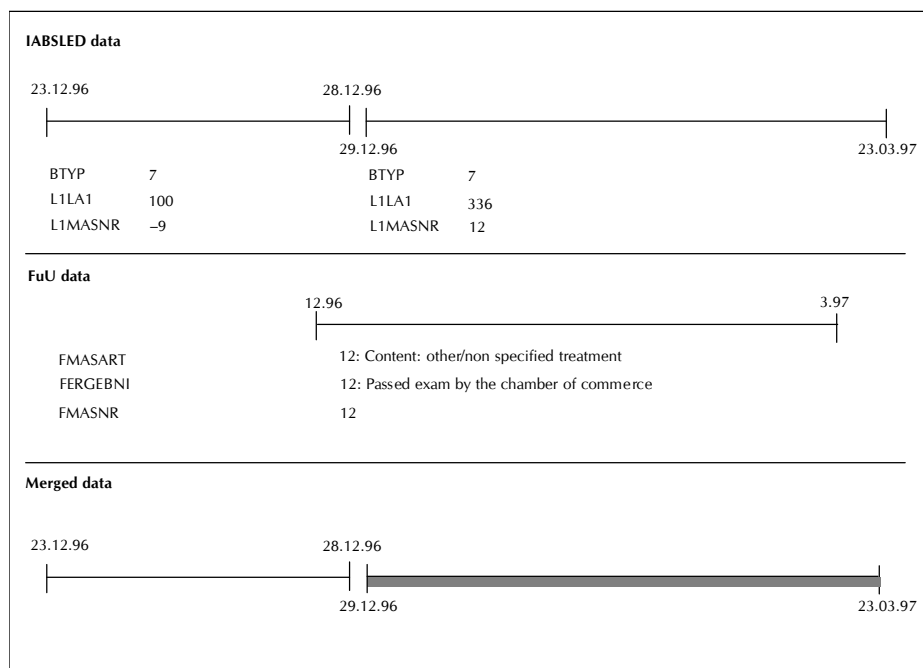 IABSLED data
23.12.96 28.12.96
29.12.96 23.03.97
BTYP 7 BTYP 7
L1LA1 100 L1LA1 336
L1MASNR –9 L1MASNR 12
FuU data
12.96 3.97
FMASART 12: Content: other/non specified treatment
FERGEBNI 12: Passed exam by the chamber of commerce
FMASNR 12
Merged data
23.12.96 28.12.96
29.12.96 23.03.97